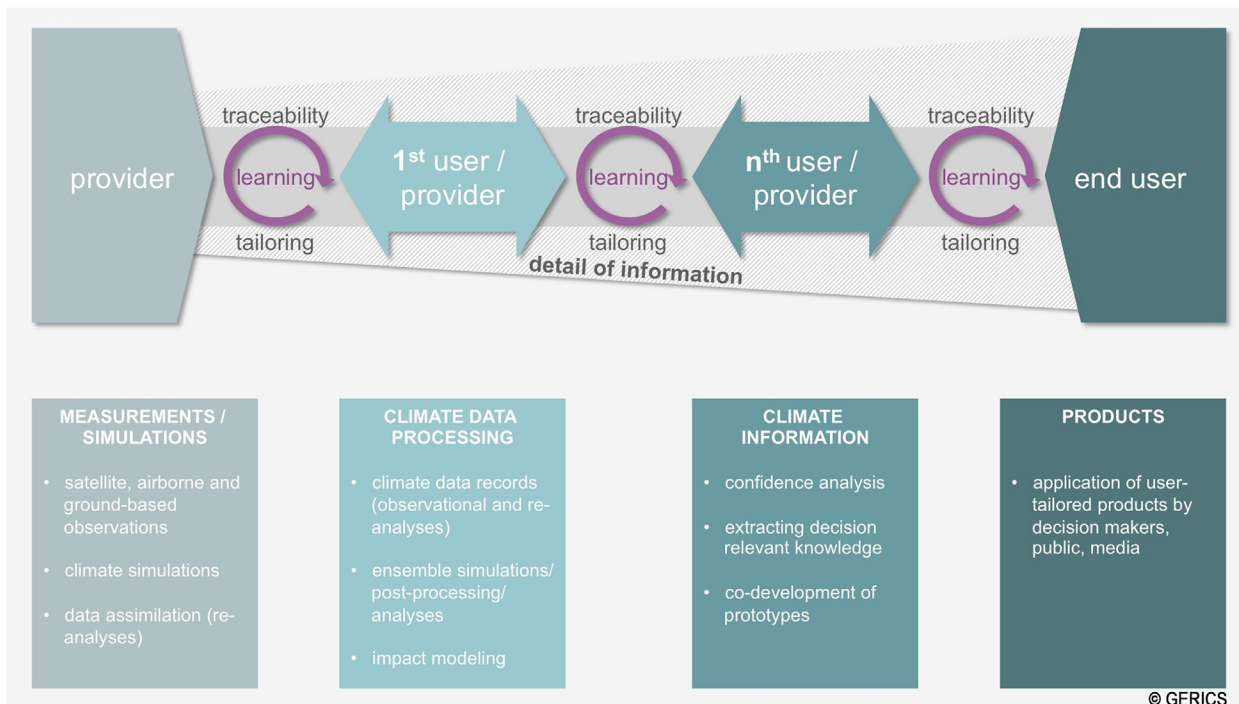 provider
traceability
learning
tailoring
1st user /
provider
traceability
learning
tailoring
nth user /
provider
traceability
learning
tailoring
end user
detail of information
MEASUREMENTS /
SIMULATIONS
• satellite, airborne and
ground-based
observations
• climate simulations
• data assimilation (re-
analyses)
CLIMATE DATA
PROCESSING
• climate data records
(observational and re-
analyses)
• ensemble simulations/
post-processing/
analyses
• impact modeling
CLIMATE
INFORMATION
• confidence analysis
• extracting decision
relevant knowledge
• co-development of
prototypes
PRODUCTS
• application of user-
tailored products by
decision makers,
public, media
© GERICS